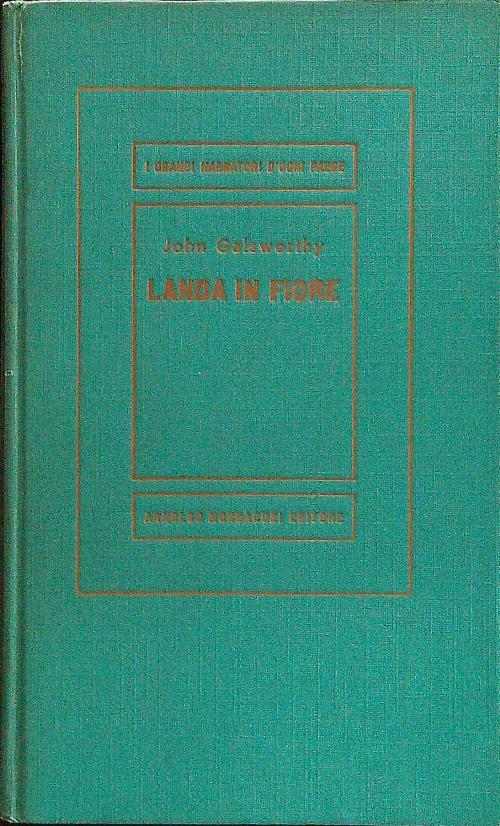 I GRANDI NARRATORI D'OGNI PAESE
John Galsworthy
LANDA IN FIORE
ARNOLDO MONDADORI EDITORE